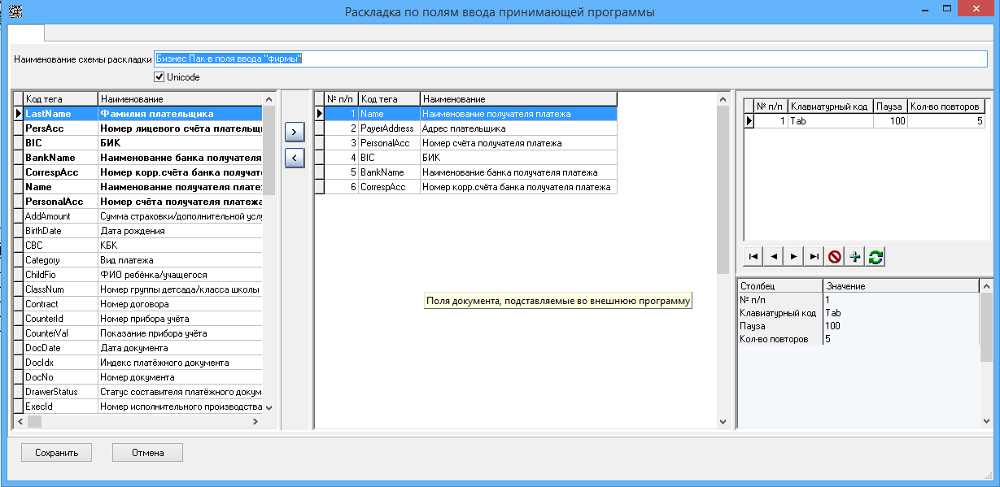 Раскладка по полям ввода принимающей программы
Наименование схемы раскладки Бизнес Пак-в поля ввода "фирмы"
Unicode
Код тега Наименование
LastName Фамилия плательщика
PersAcc Номер лицевого счёта плательщ
BIC БИК
BankName Наименование банка получателя
CorrespAcc Номер корр.счёта банка получат
Name Наименование получателя плате
PersonalAcc Номер счёта получателя платежа
AddAmount Сумма страховки/дополнительной услу
BirthDate Дата рождения
CBC КБК
Category Вид платежа
ChildFio ФИО ребёнка/учащегося
ClassNum Номер группы детсада/класса школы
Contract Номер договора
CounterId Номер прибора учёта
CounterVal Показание прибора учёта
DocDate Дата документа
DocIdx Индекс платёжного документа
DocNo Номер документа
DrawerStatus Статус составителя платёжного докум
ExecId Номер исполнительного производства
> 
<
№ п/п Код тега Наименование
1 Name Наименование получателя платежа
2 PayerAddress Адрес плательщика
3 PersonalAcc Номер счёта получателя платежа
4 BIC БИК
5 BankName Наименование банка получателя платежа
6 CorrespAcc Номер корр.счёта банка получателя платежа
Поля документа, подставляемые во внешнюю программу
№ п/п Клавиатурный код Пауза Кол-во повторов
1 Tab 100 5
Столбец Значение
№ п/п 1
Клавиатурный код Tab
Пауза 100
Кол-во повторов 5
Сохранить Отмена